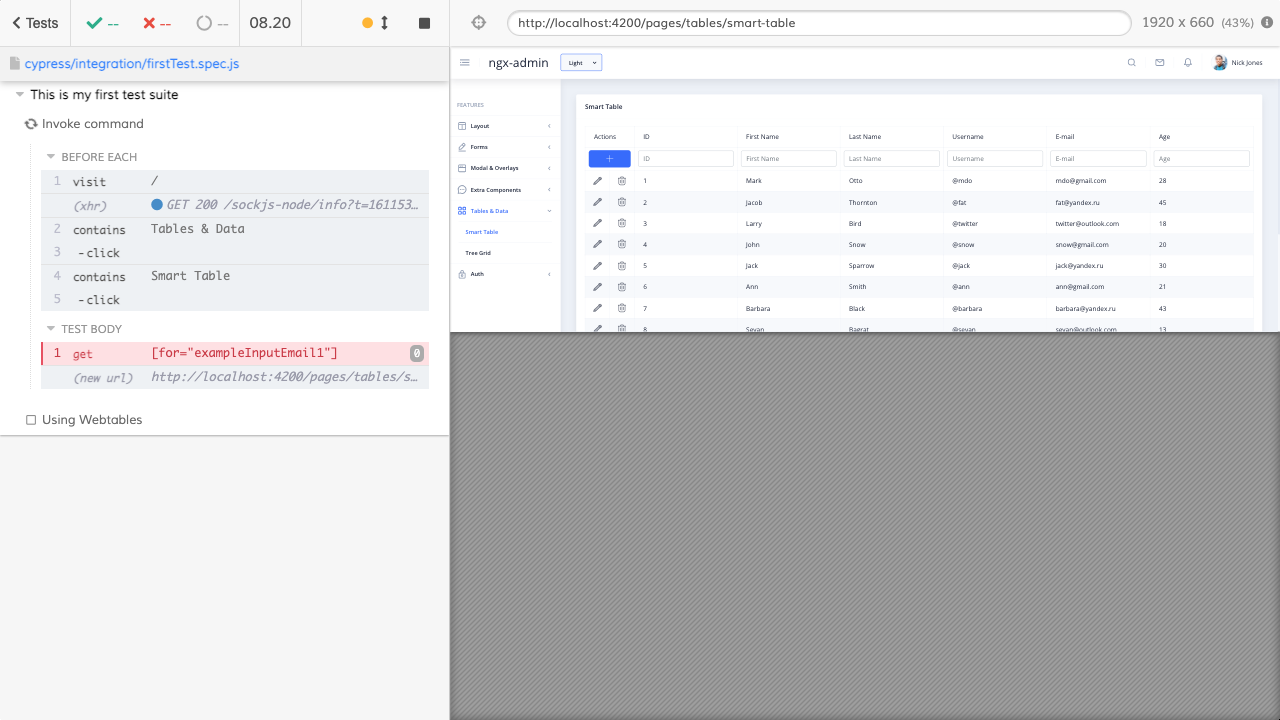 Tests -- -- -- 08.20
cypress/integration/firstTest.spec.js
This is my first test suite
Invoke command
BEFORE EACH
1 visit /
(xhr) GET 200 /sockjs-node/info?t=161153…
2 contains Tables & Data
3 - click
4 contains Smart Table
5 - click
TEST BODY
1 get [for="exampleInputEmail1"] 0
(new url) http://localhost:4200/pages/tables/s…
Using Webtables
http://localhost:4200/pages/tables/smart-table 1920 x 660 (43%)
ngx-admin Light Nick Jones
FEATURES
Layout
Forms
Modal & Overlays
Extra Components
Tables & Data
Smart Table
Tree Grid
Auth
Smart Table
Actions ID First Name Last Name Username E-mail Age
+ ID First Name Last Name Username E-mail Age
1 Mark Otto @mdo mdo@gmail.com 28
2 Jacob Thornton @fat fat@yandex.ru 45
3 Larry Bird @twitter twitter@outlook.com 18
4 John Snow @snow snow@gmail.com 20
5 Jack Sparrow @jack jack@yandex.ru 30
6 Ann Smith @ann ann@gmail.com 21
7 Barbara Black @barbara barbara@yandex.ru 43
8 Sevan Bagrat @sevan sevan@outlook.com 13